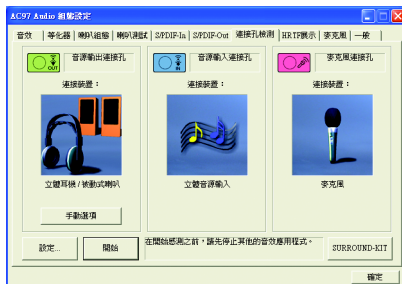 AC97 Audio 組態設定
音效 等化器 喇叭組態 喇叭測試 S/PDIF-In S/PDIF-Out 連接孔檢測 HRTF展示 麥克風 一般
OUT 音源輸出連接孔
IN 音源輸入連接孔
麥克風連接孔
連接裝置：
連接裝置：
連接裝置：
立體耳機/被動式喇叭
立體音源輸入
麥克風
手動選項
設定...
開始
在開始感測之前，請先停止其他的音效應用程式。
SURROUND-KIT
確定